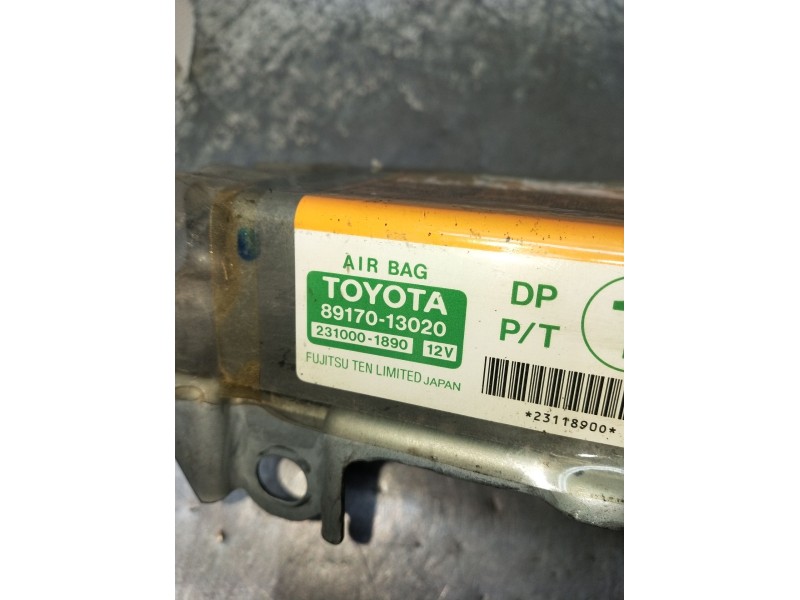 AIR BAG
TOYOTA
89170-13020
231000-1890 12V
FUJITSU TEN LIMITED JAPAN
DP
P/T
*23118900*